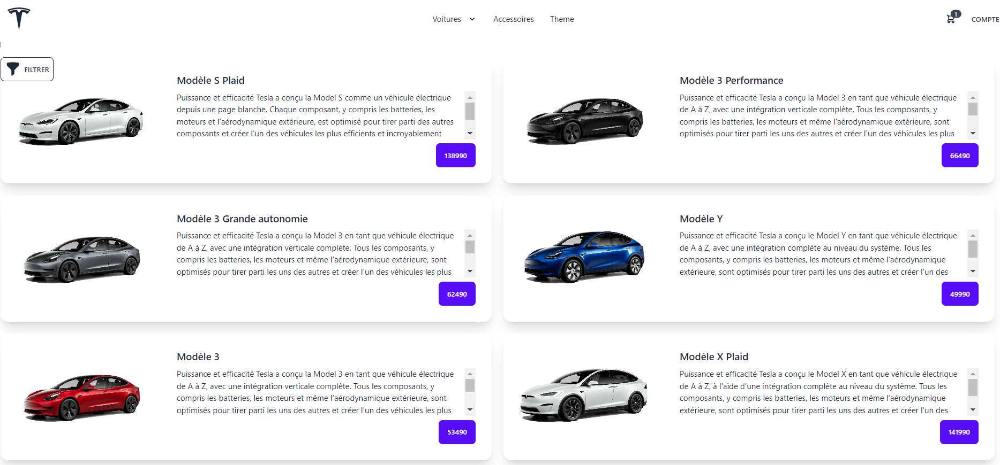 Voitures
Accessoires
Theme
1
COMPTE
FILTRER
Modèle S Plaid
Puissance et efficacité Tesla a conçu la Model S comme un véhicule électrique
depuis une page blanche. Chaque composant, y compris les batteries, les
moteurs et l'aérodynamique extérieure, est optimisé pour tirer parti des autres
composants et créer l'un des véhicules les plus efficients et incroyablement
138990
Modèle 3 Performance
Puissance et efficacité Tesla a conçu la Model 3 en tant que véhicule électrique
de A à Z, avec une intégration verticale complète. Tous les composants, y
compris les batteries, les moteurs et même l'aérodynamique extérieure, sont
optimisés pour tirer parti les uns des autres et créer l'un des véhicules les plus
66490
Modèle 3 Grande autonomie
Puissance et efficacité Tesla a conçu la Model 3 en tant que véhicule électrique
de A à Z, avec une intégration verticale complète. Tous les composants, y
compris les batteries, les moteurs et même l'aérodynamique extérieure, sont
optimisés pour tirer parti les uns des autres et créer l'un des véhicules les plus
62490
Modèle Y
Puissance et efficacité Tesla a conçu le Model Y en tant que véhicule électrique
de A à Z, avec une intégration complète au niveau du système. Tous les
composants, y compris les batteries, les moteurs et même l'aérodynamique
extérieure, sont optimisés pour tirer parti les uns des autres et créer l'un des
49990
Modèle 3
Puissance et efficacité Tesla a conçu la Model 3 en tant que véhicule électrique
de A à Z, avec une intégration verticale complète. Tous les composants, y
compris les batteries, les moteurs et même l'aérodynamique extérieure, sont
optimisés pour tirer parti les uns des autres et créer l'un des véhicules les plus
53490
Modèle X Plaid
Puissance et efficacité Tesla a conçu le Model X en tant que véhicule électrique
de A à Z, à l'aide d'une intégration complète au niveau du système. Tous les
composants, y compris les batteries, les moteurs et même l'aérodynamique
extérieure, sont optimisés pour tirer parti les uns des autres et créer l'un des
141990